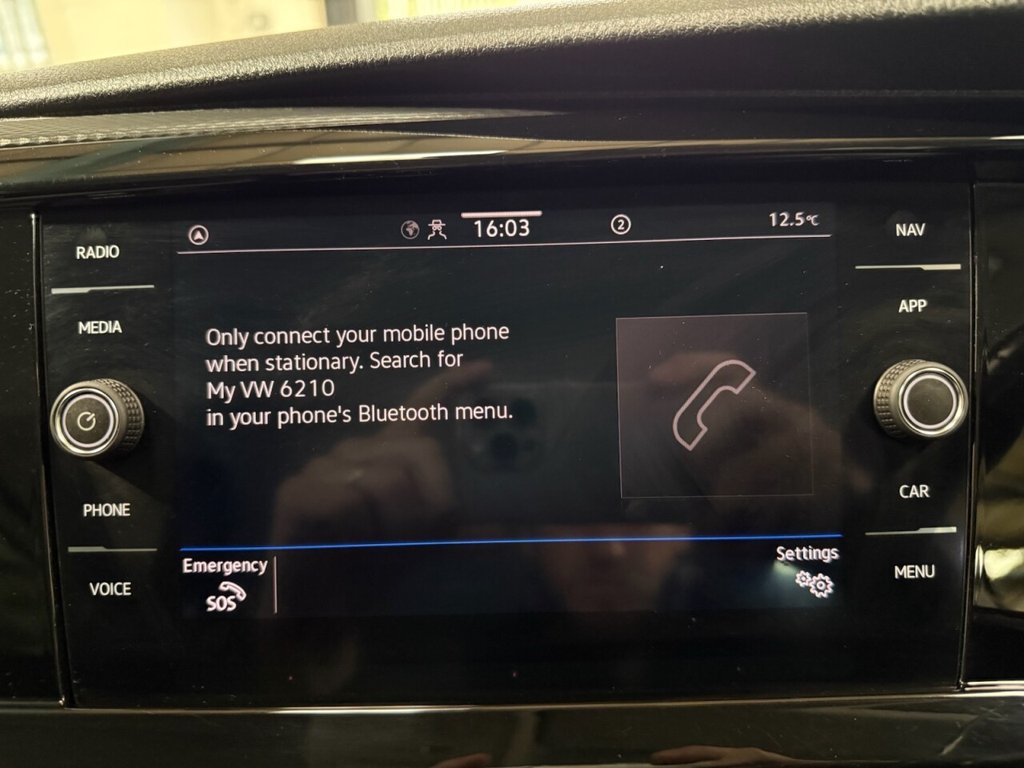 16:03
2
12.5°C
RADIO
NAV
MEDIA
APP
Only connect your mobile phone
when stationary. Search for
My VW 6210
in your phone's Bluetooth menu.
PHONE
CAR
VOICE
MENU
Emergency
SOS
Settings